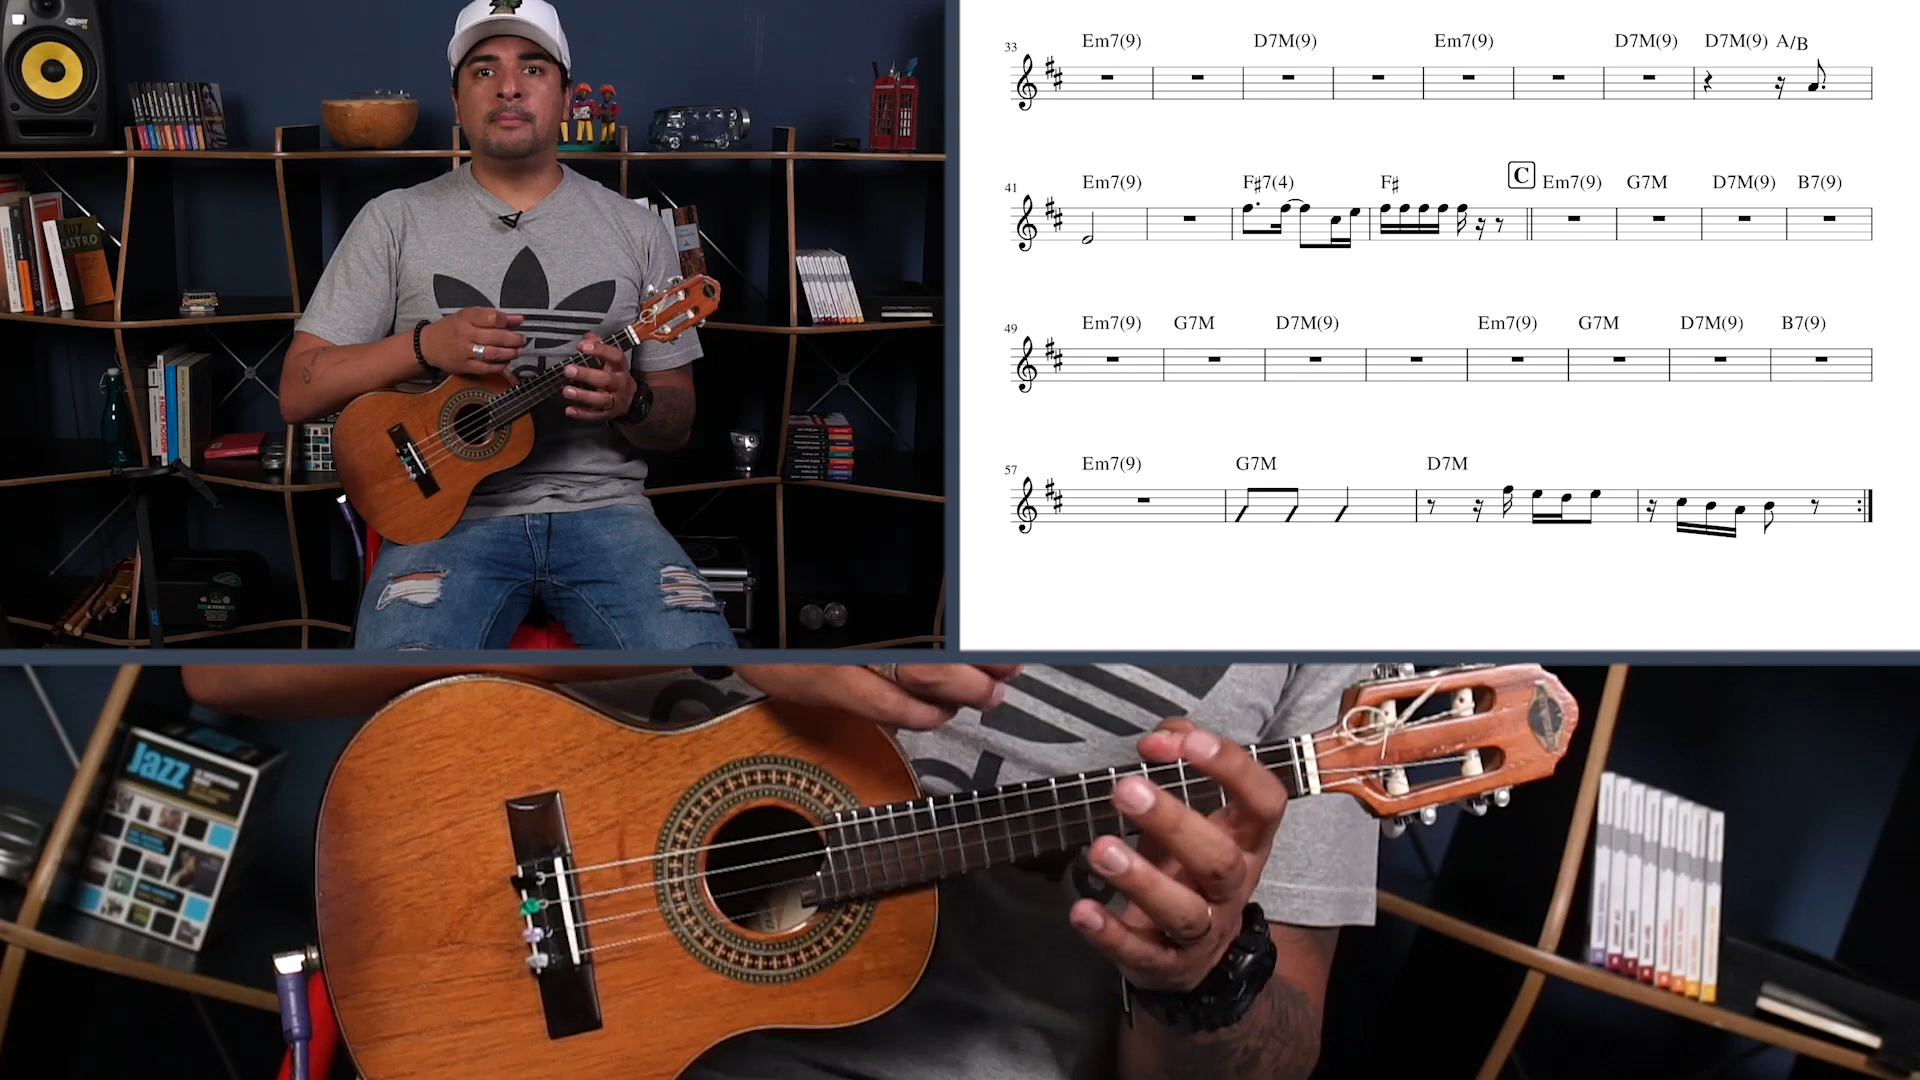 33 Em7(9) D7M(9) Em7(9) D7M(9) D7M(9) A/B
41 Em7(9) F♯7(4) F♯ C Em7(9) G7M D7M(9) B7(9)
49 Em7(9) G7M D7M(9) Em7(9) G7M D7M(9) B7(9)
57 Em7(9) G7M D7M
CASTRO
Jazz